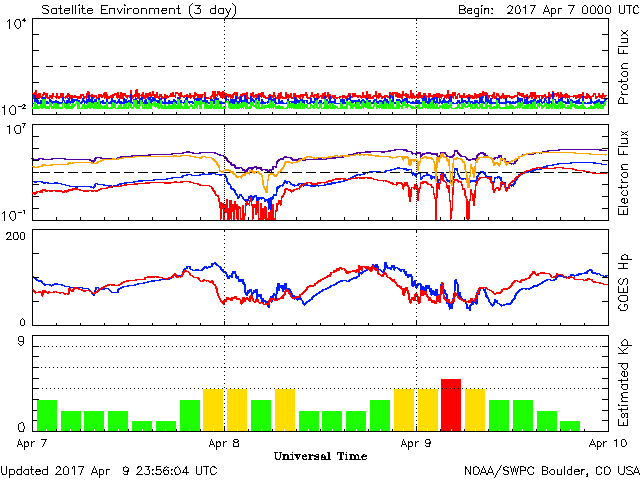 Satellite Environment (3 day) Begin: 2017 Apr 7 0000 UTC
10^4
10^-2
Proton Flux
10^7
10^-1
Electron Flux
200
0
GOES Hp
9
0
Estimated Kp
Apr 7 Apr 8 Apr 9 Apr 10
Universal Time
Updated 2017 Apr 9 23:56:04 UTC NOAA/SWPC Boulder, CO USA